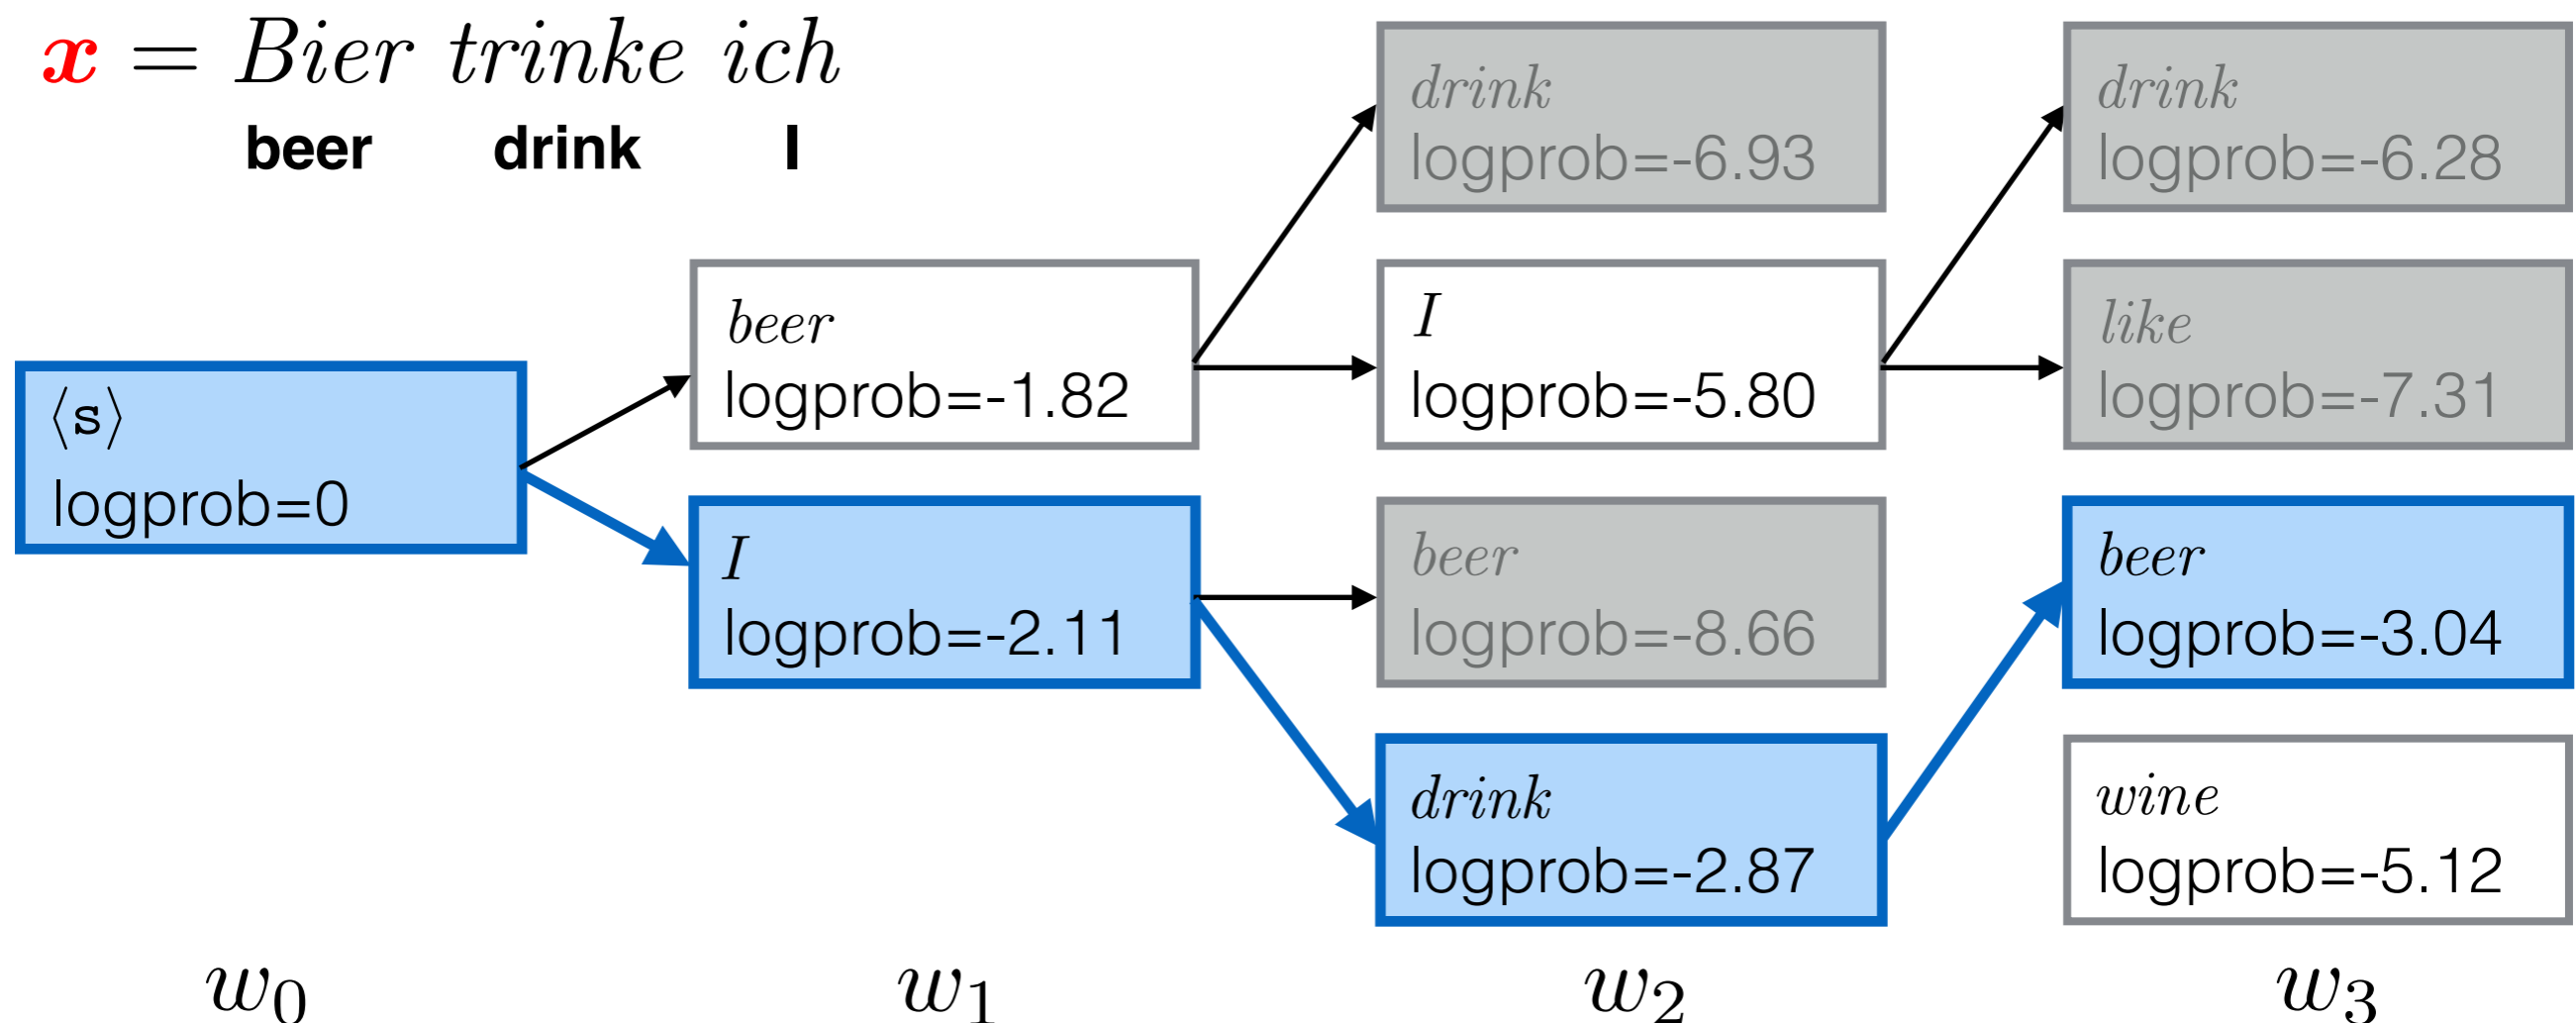 x = Bier trinke ich
beer drink I
⟨s⟩
logprob=0
beer
logprob=-1.82
I
logprob=-2.11
drink
logprob=-6.93
I
logprob=-5.80
beer
logprob=-8.66
drink
logprob=-2.87
drink
logprob=-6.28
like
logprob=-7.31
beer
logprob=-3.04
wine
logprob=-5.12
w₀ w₁ w₂ w₃